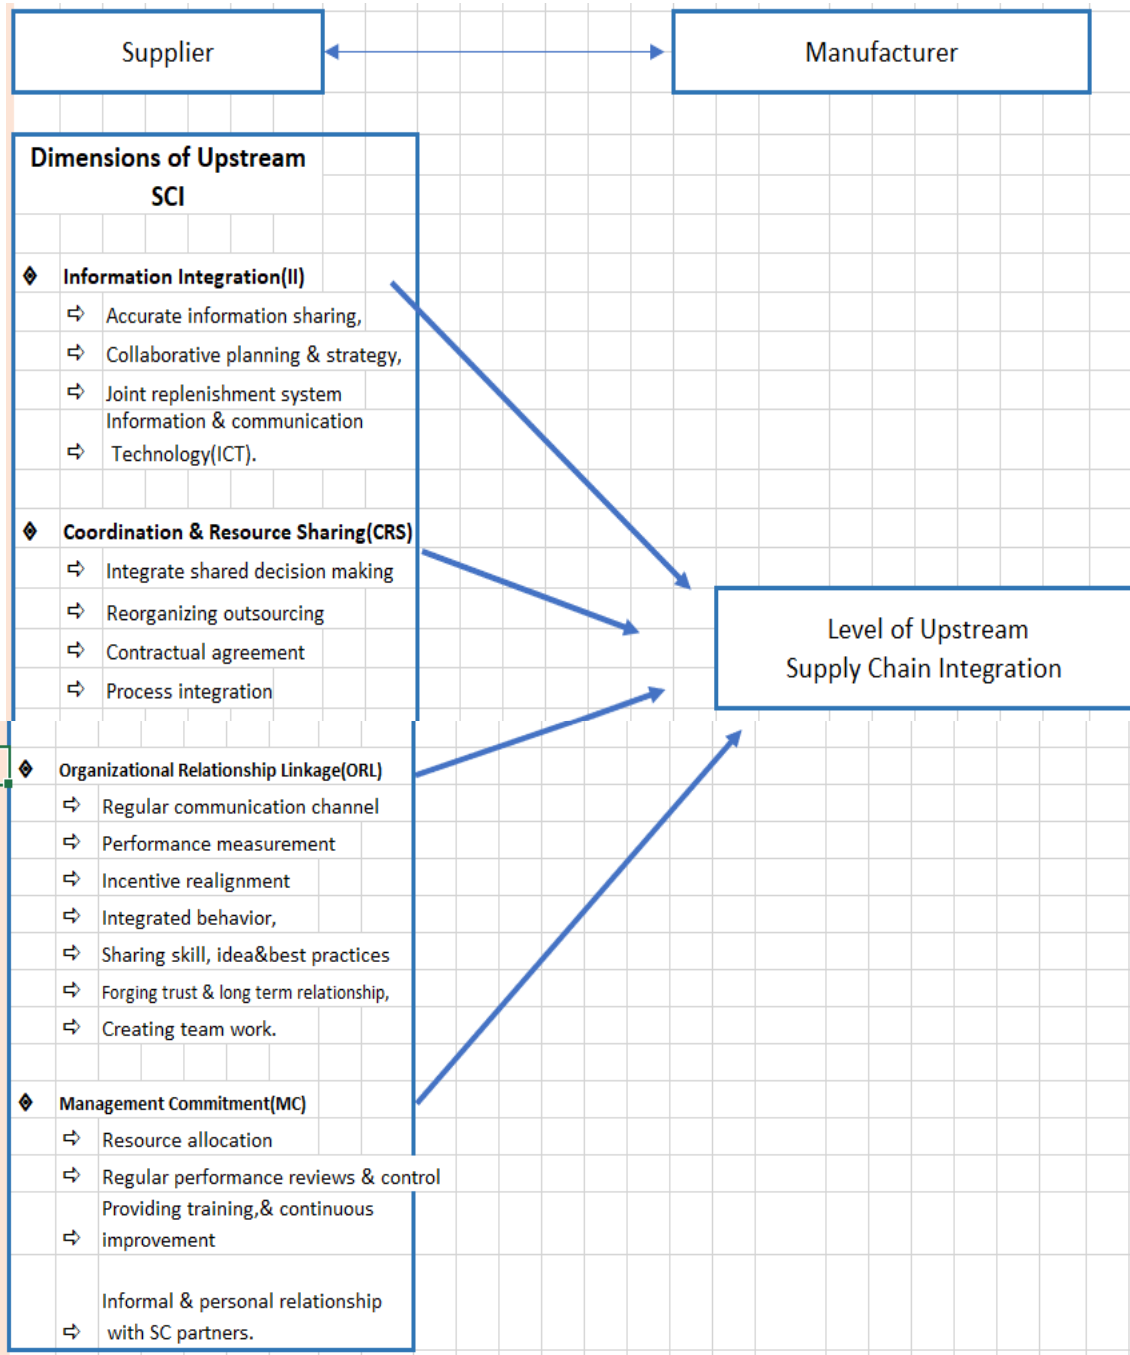 Supplier
Manufacturer
Dimensions of Upstream
SCI
Information Integration(II)
Accurate information sharing,
Collaborative planning & strategy,
Joint replenishment system
Information & communication
Technology(ICT).
Coordination & Resource Sharing(CRS)
Integrate shared decision making
Reorganizing outsourcing
Contractual agreement
Process integration
Level of Upstream
Supply Chain Integration
Organizational Relationship Linkage(ORL)
Regular communication channel
Performance measurement
Incentive realignment
Integrated behavior,
Sharing skill, idea&best practices
Forging trust & long term relationship,
Creating team work.
Management Commitment(MC)
Resource allocation
Regular performance reviews & control
Providing training,& continuous
improvement
Informal & personal relationship
with SC partners.